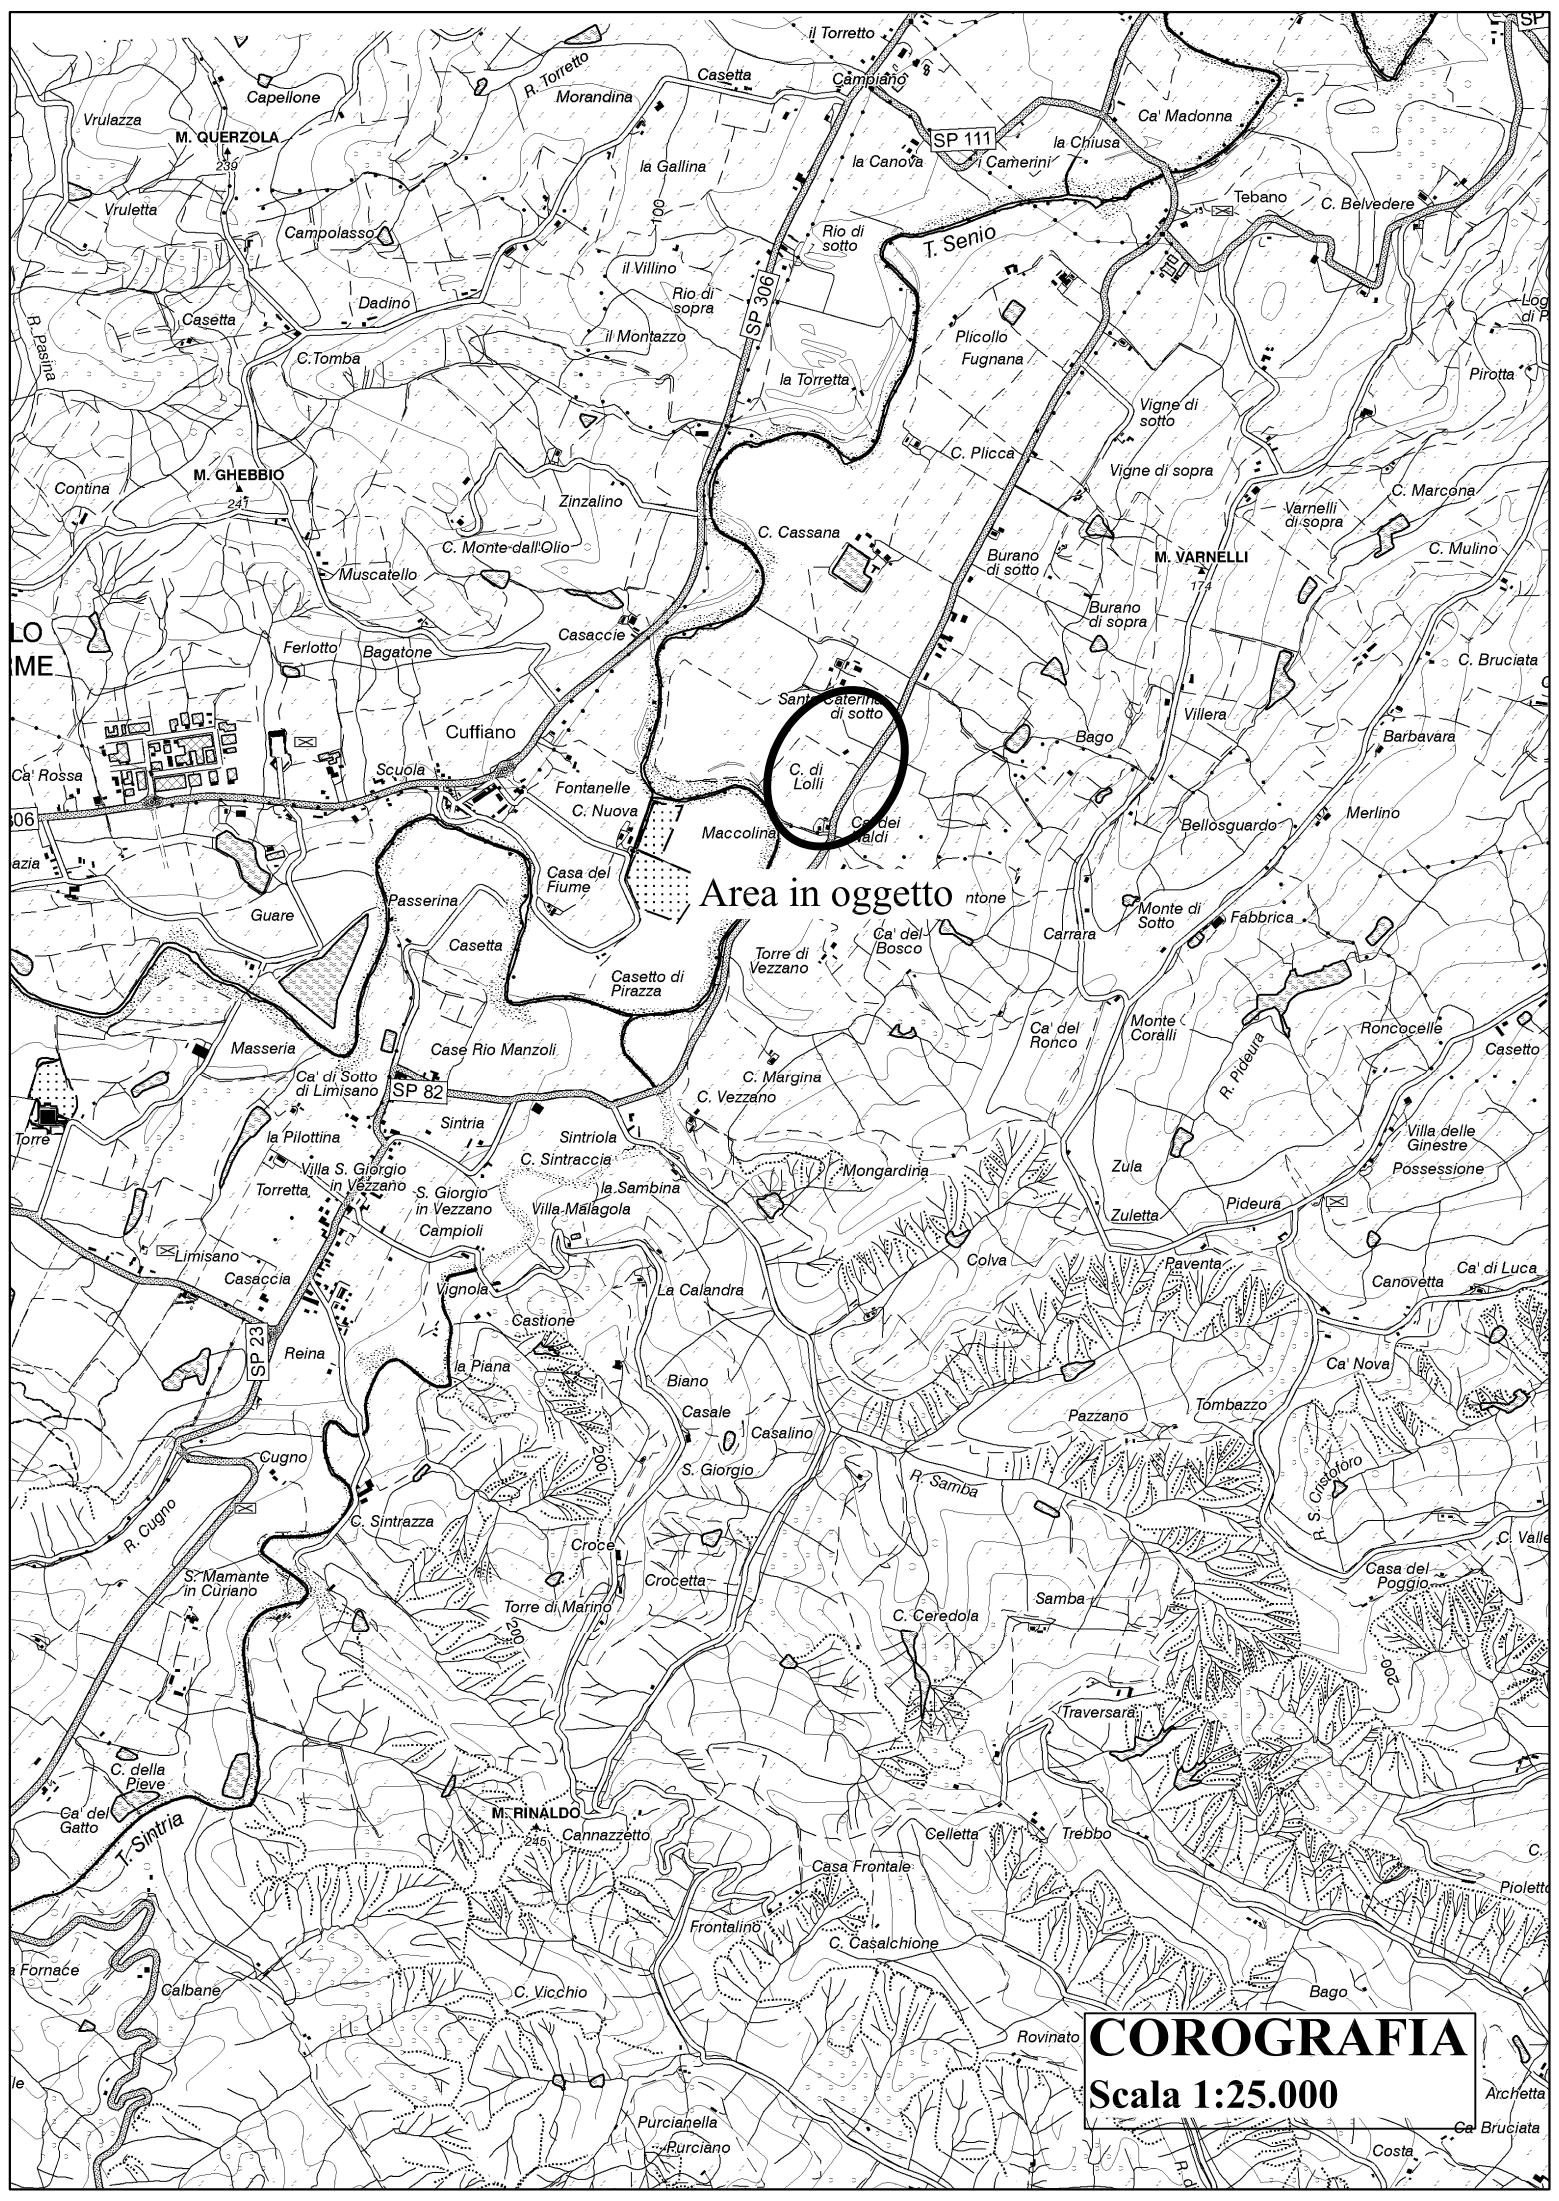 SP
il Torretto
R. Torretto
Casetta
Campiano
Capellone
Morandina
Vrulazza
Ca' Madonna
M. QUERZOLA
239
SP 111
la Chiusa
la Canova
i Camerini
la Gallina
Vruletta
100
Tebano
C. Belvedere
Campolasso
Rio di
sotto
T. Senio
il Villino
SP 306
Rio di
sopra
Dadino
R. Pasina
Casetta
il Montazzo
Plicollo
Fugnana
C.Tomba
la Torretta
Pirotta
Vigne di
sotto
C. Plicca
Vigne di sopra
M. GHEBBIO
241
Contina
Zinzalino
C. Marcona
Varnelli
di sopra
C. Cassana
C. Monte dall'Olio
C. Mulino
Burano
di sotto
M. VARNELLI
174
Muscatello
Burano
di sopra
LO
RME
Casaccie
Ferlotto
Bagatone
C. Bruciata
Santa Caterina
di sotto
Villera
Cuffiano
Bago
Barbavara
Ca' Rossa
Scuola
C. di
Lolli
Fontanelle
C. Nuova
306
Merlino
Bellosguardo
Maccolina
Ca' dei
aldi
azia
Casa del
Fiume
Area in oggetto
ntone
Passerina
Guare
Monte di
Sotto
Fabbrica
Casetta
Carrara
Ca' del
Bosco
Torre di
Vezzano
Casetto di
Pirazza
Monte
Coralli
Ca' del
Ronco
Roncocelle
Masseria
Case Rio Manzoli
Casetto
R. Pideura
Ca' di Sotto
di Limisano
SP 82
C. Margina
C. Vezzano
Torre
la Pilottina
Sintria
Sintriola
Villa delle
Ginestre
C. Sintraccia
Villa S. Giorgio
in Vezzano
Mongardina
Zula
Possessione
Torretta
S. Giorgio
in Vezzano
la Sambina
Villa Malagola
Zuletta
Pideura
Campioli
Limisano
Colva
Paventa
Casaccia
Vignola
La Calandra
Canovetta
Ca' di Luca
Castione
SP 23
Reina
la Piana
Ca' Nova
Biano
Casale
Casalino
Tombazzo
Pazzano
200
Cugno
S. Giorgio
R. Samba
R. S. Cristoforo
R. Cugno
C. Sintrazza
Croce
C. Valle
S. Mamante
in Curiano
Crocetta
Casa del
Poggio
Torre di Marino
200
Samba
C. Ceredola
200
Traversara
C. della
Pieve
Ca' del
Gatto
M. RINALDO
245
Cannazzetto
T. Sintria
Celletta
Trebbo
C.
Casa Frontale
Pioletto
Frontalino
C. Casalchione
a Fornace
Calbane
C. Vicchio
Bago
Rovinato
COROGRAFIA
Scala 1:25.000
le
Archetta
Purcianella
Purciano
Ca' Bruciata
Costa
R.d